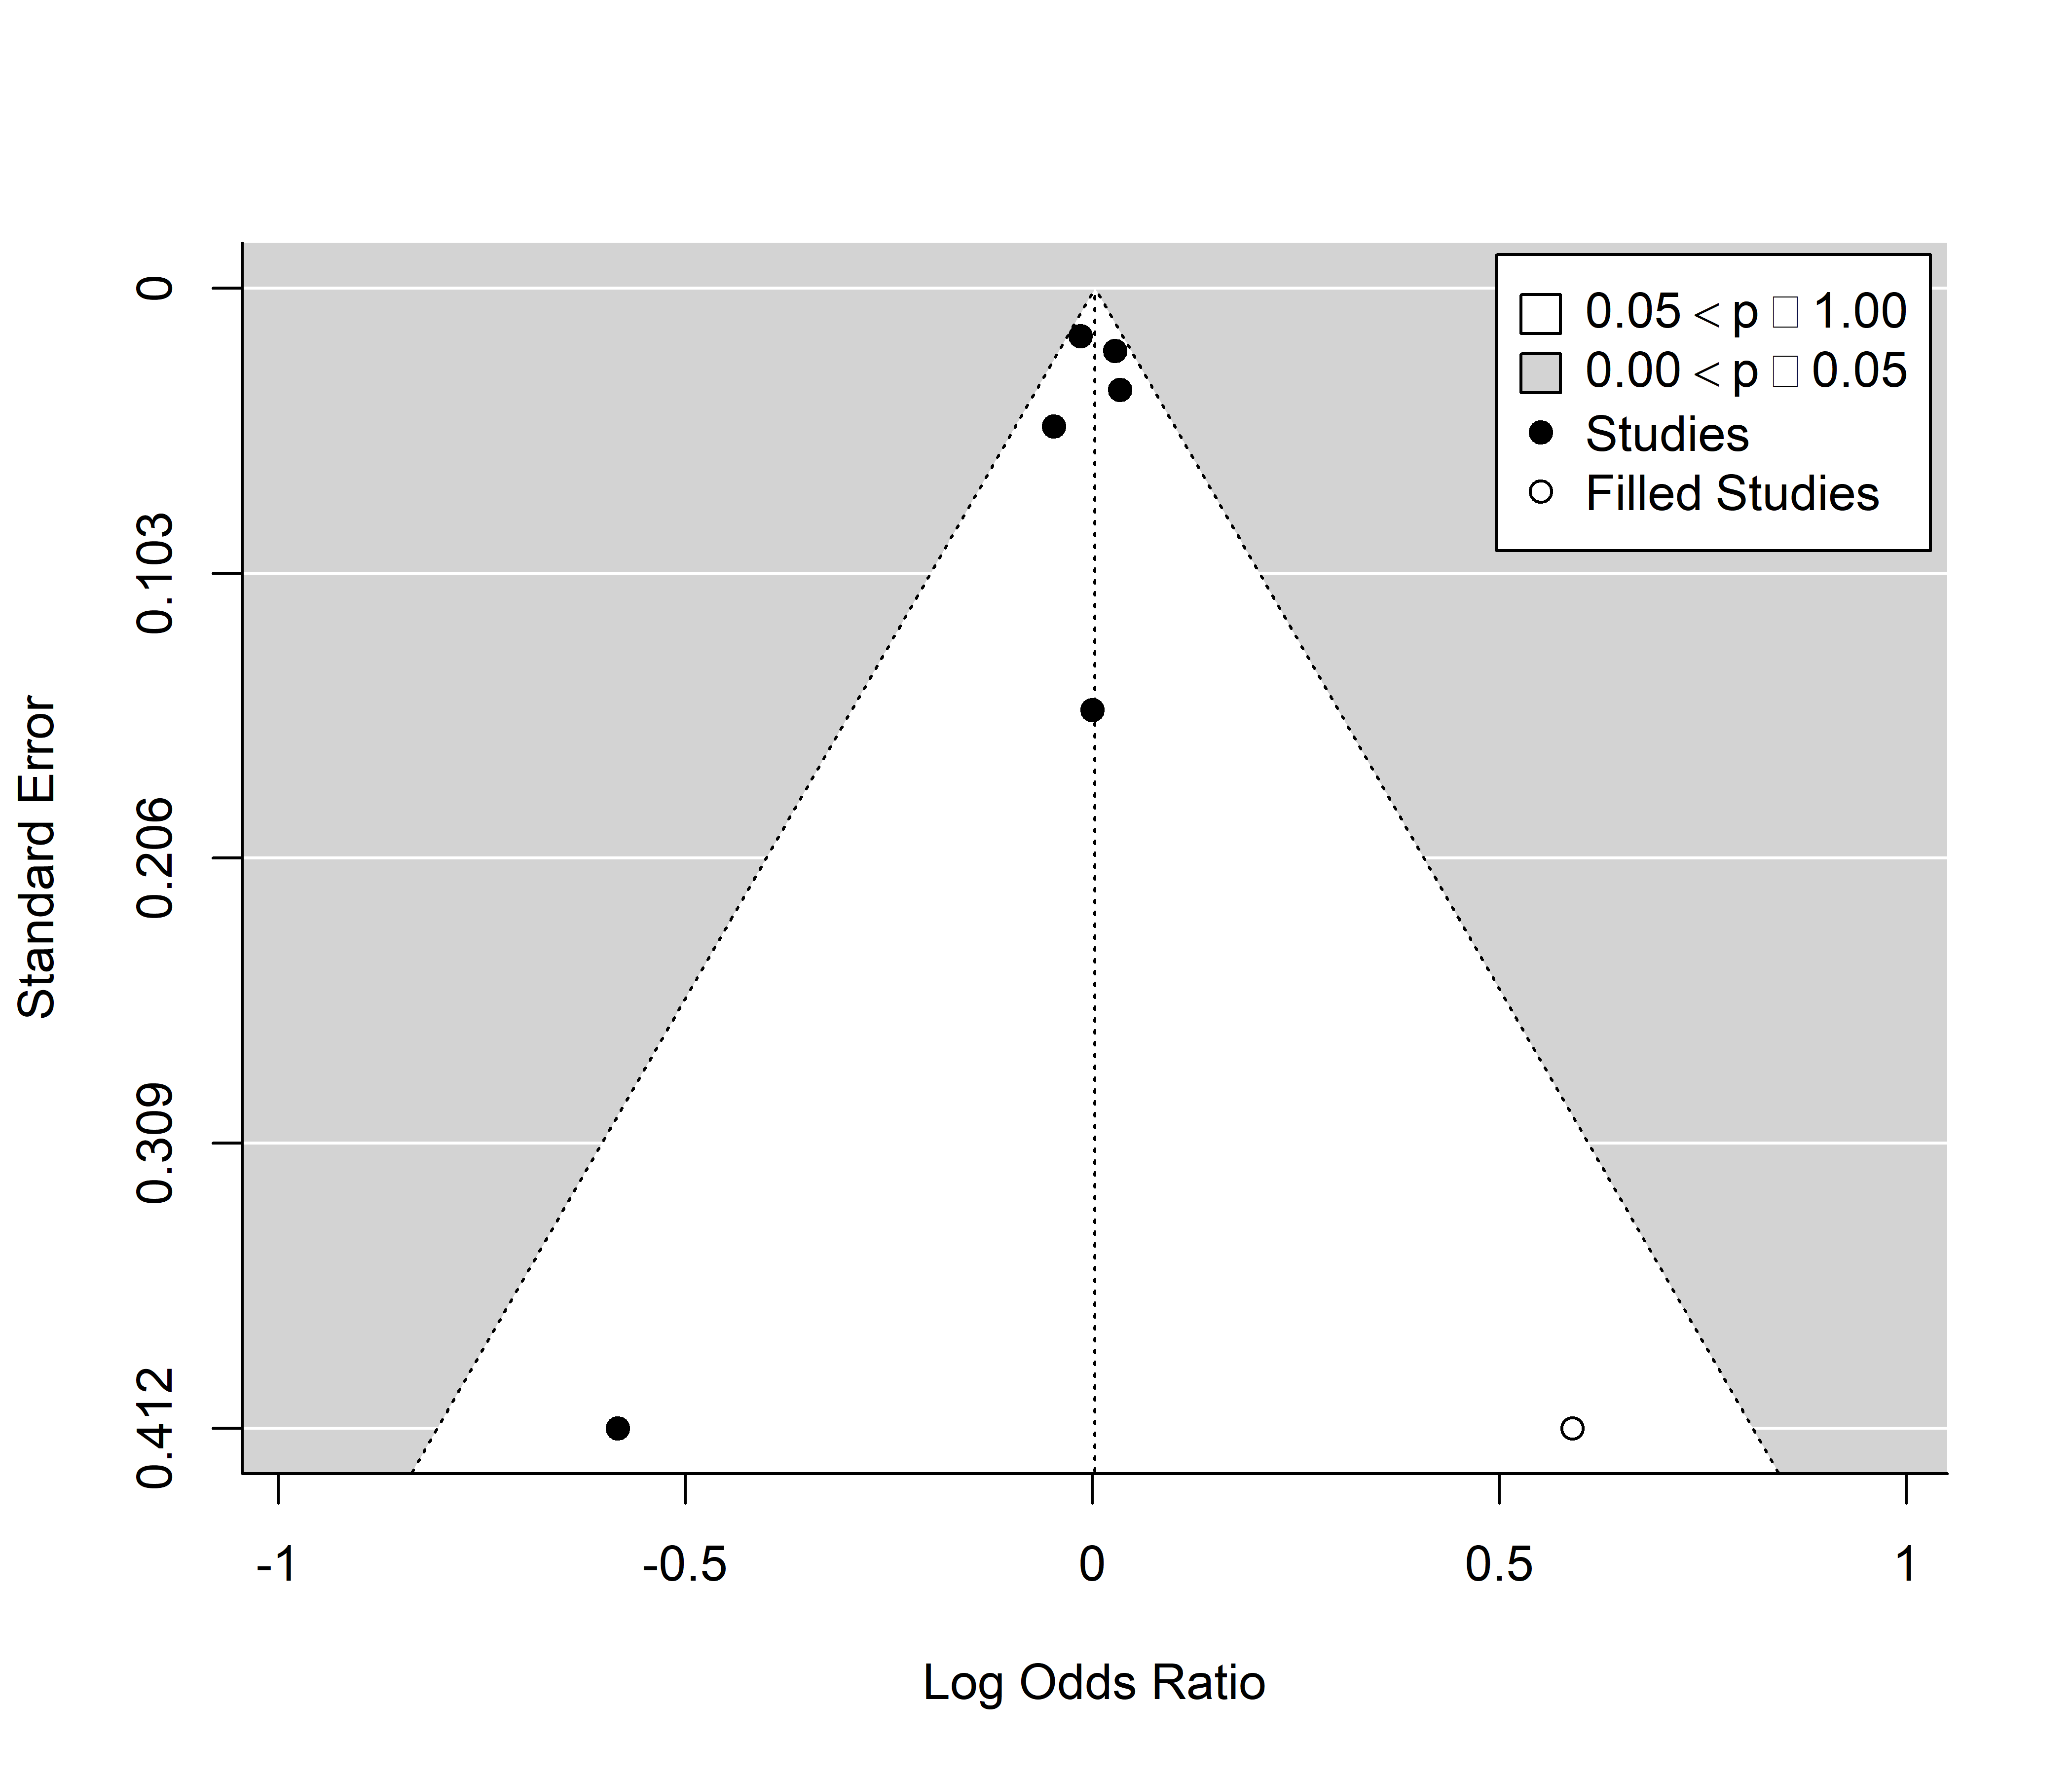 0.05 < p □ 1.00
0.00 < p □ 0.05
Studies
Filled Studies
Standard Error
0
0.103
0.206
0.309
0.412
-1
-0.5
0
0.5
1
Log Odds Ratio